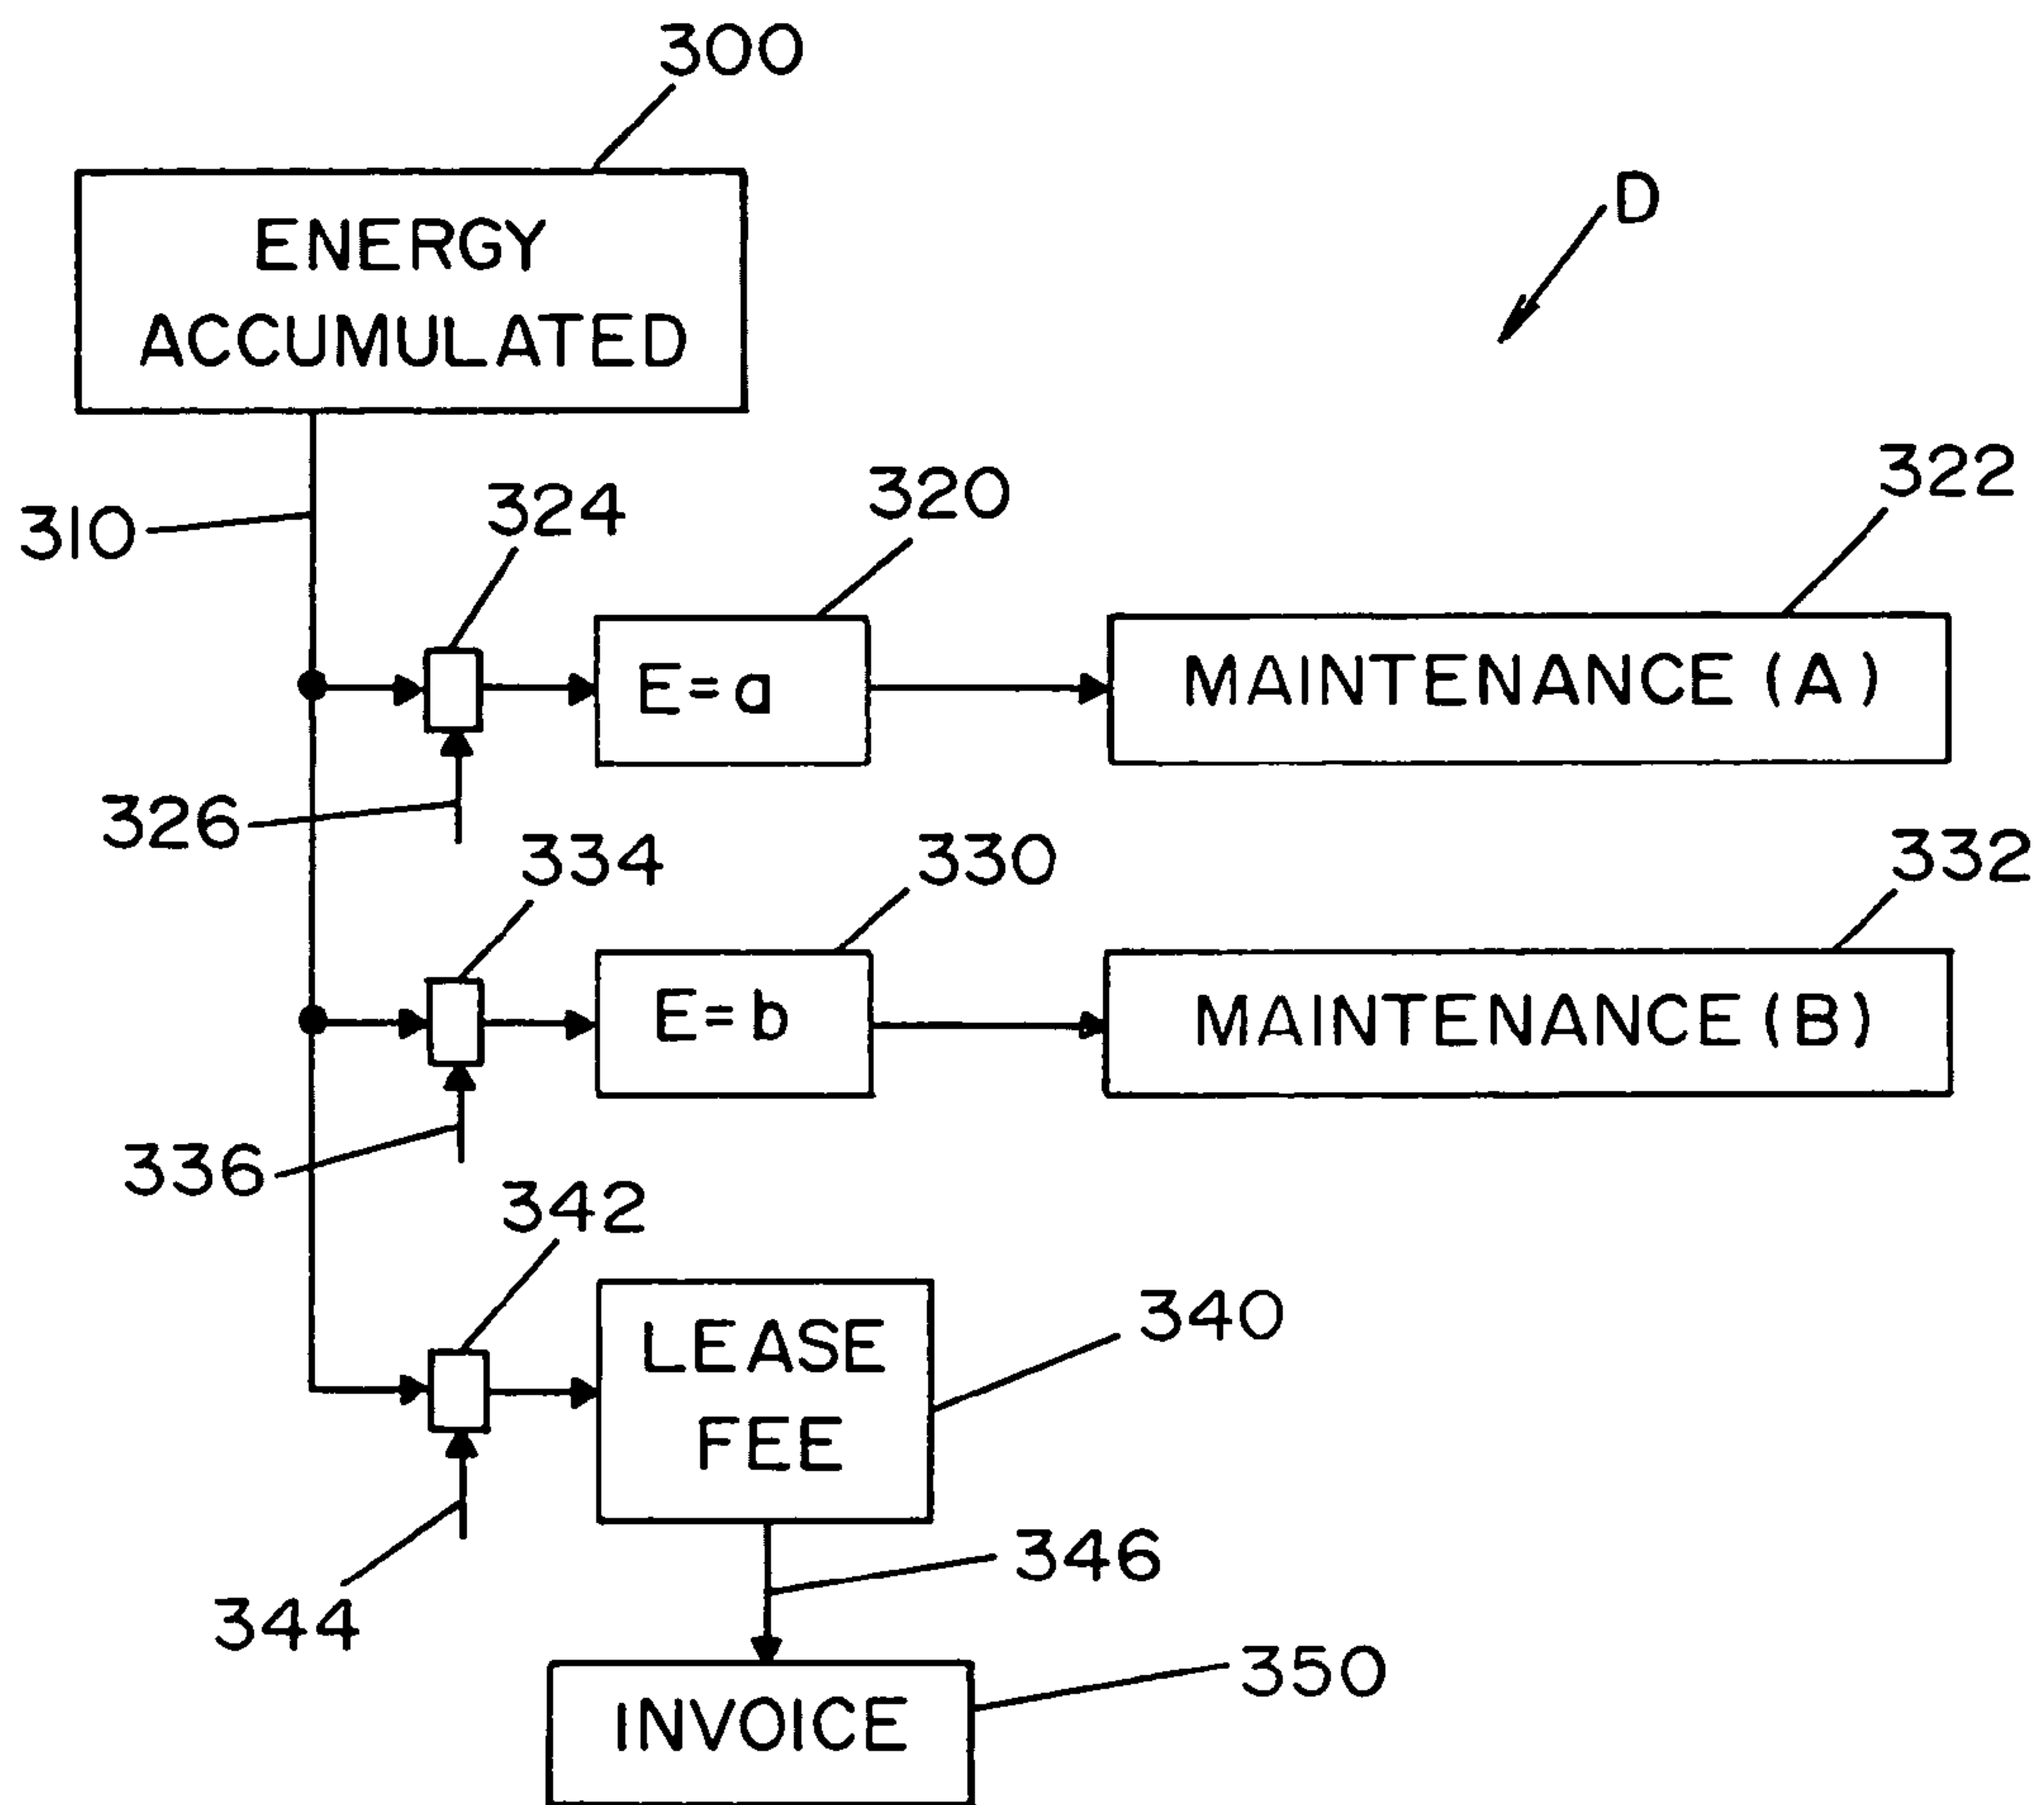 300
ENERGY
ACCUMULATED
D
310
324
320
322
E=a
MAINTENANCE (A)
326
334
330
332
E=b
MAINTENANCE (B)
336
342
LEASE
FEE
340
344
346
INVOICE
350